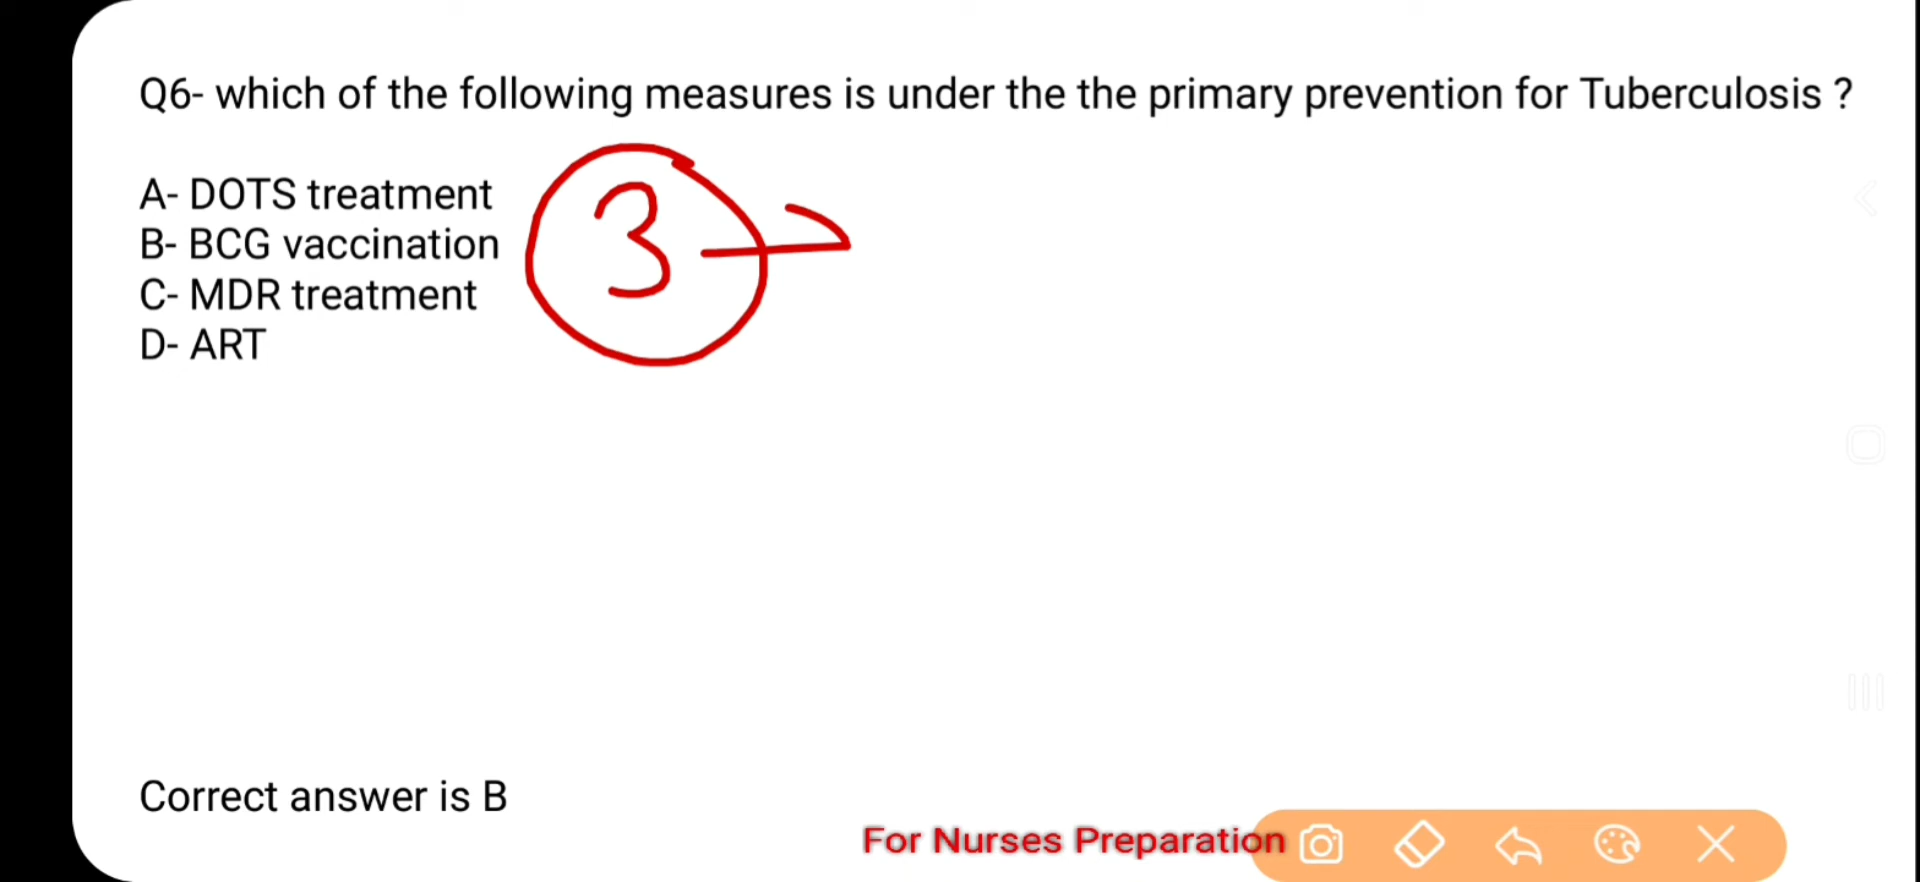 Q6- which of the following measures is under the the primary prevention for Tuberculosis ?
A- DOTS treatment
B- BCG vaccination
C- MDR treatment
D- ART
3
Correct answer is B
For Nurses Preparation